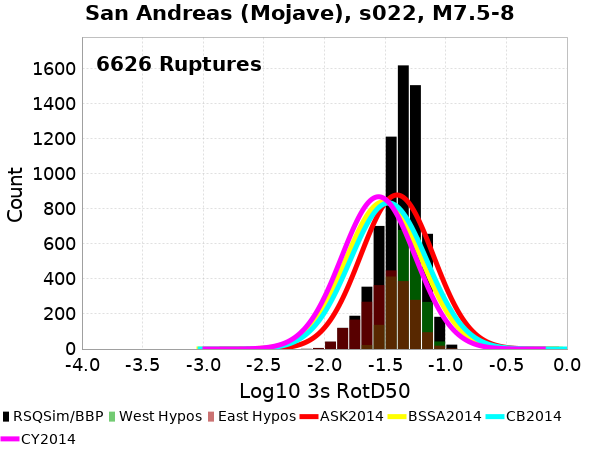 San Andreas (Mojave), s022, M7.5-8
6626 Ruptures
Count
1600
1400
1200
1000
800
600
400
200
0
-4.0 -3.5 -3.0 -2.5 -2.0 -1.5 -1.0 -0.5 0.0
Log10 3s RotD50
RSQSim/BBP West Hypos East Hypos ASK2014 BSSA2014 CB2014
CY2014